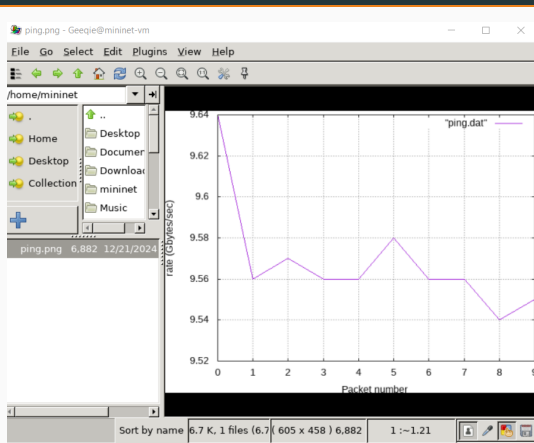 ping.png - Geeqie@mininet-vm
File Go Select Edit Plugins View Help
/home/mininet
.
Home
Desktop
Collection
..
Desktop
Documen
Downloac
mininet
Music
ping.png 6,882 12/21/2024
"ping.dat"
rate (Gbytes/sec)
9.64
9.62
9.6
9.58
9.56
9.54
9.52
0 1 2 3 4 5 6 7 8 9
Packet number
Sort by name 6.7 K, 1 files (6.7 ( 605 x 458 ) 6,882 1 :~1.21